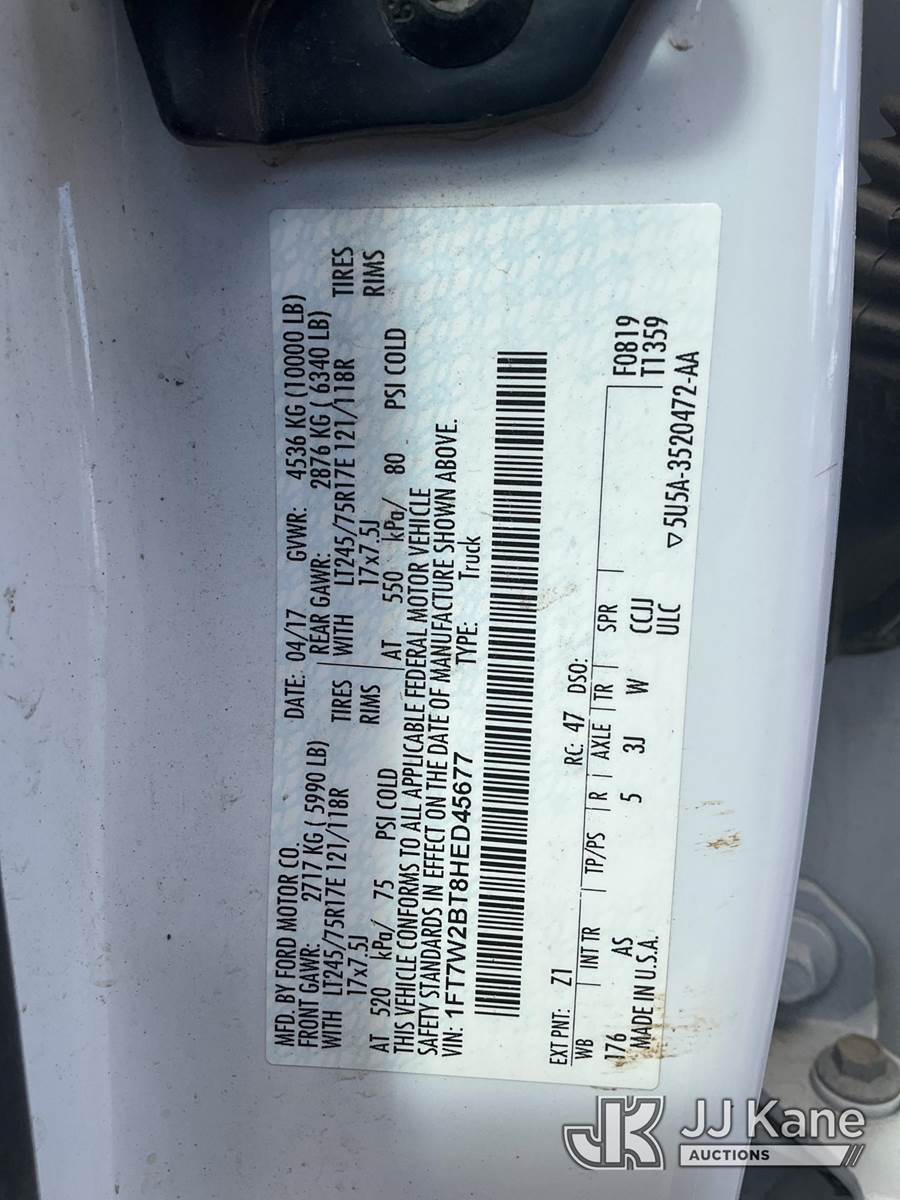 MFD. BY FORD MOTOR CO.
DATE: 04/17 GVWR: 4536 KG (10000 LB)
FRONT GAWR: 2717 KG ( 5990 LB) REAR GAWR: 2876 KG ( 6340 LB)
WITH LT245/75R17E 121/118R TIRES WITH LT245/75R17E 121/118R TIRES
17x7.5J RIMS 17x7.5J RIMS
AT 520 kPa/ 75 PSI COLD AT 550 kPa/ 80 PSI COLD
THIS VEHICLE CONFORMS TO ALL APPLICABLE FEDERAL MOTOR VEHICLE
SAFETY STANDARDS IN EFFECT ON THE DATE OF MANUFACTURE SHOWN ABOVE.
VIN: 1FT7W2BT8HED45677 TYPE: Truck
EXT PNT: Z1 RC: 47 DSO: F0819
WB INT TR TP/PS R AXLE TR SPR T1359
176 AS 5 3J W CCJJ
MADE IN U.S.A. ULC 5U5A-3520472-AA
JK JJ Kane
AUCTIONS